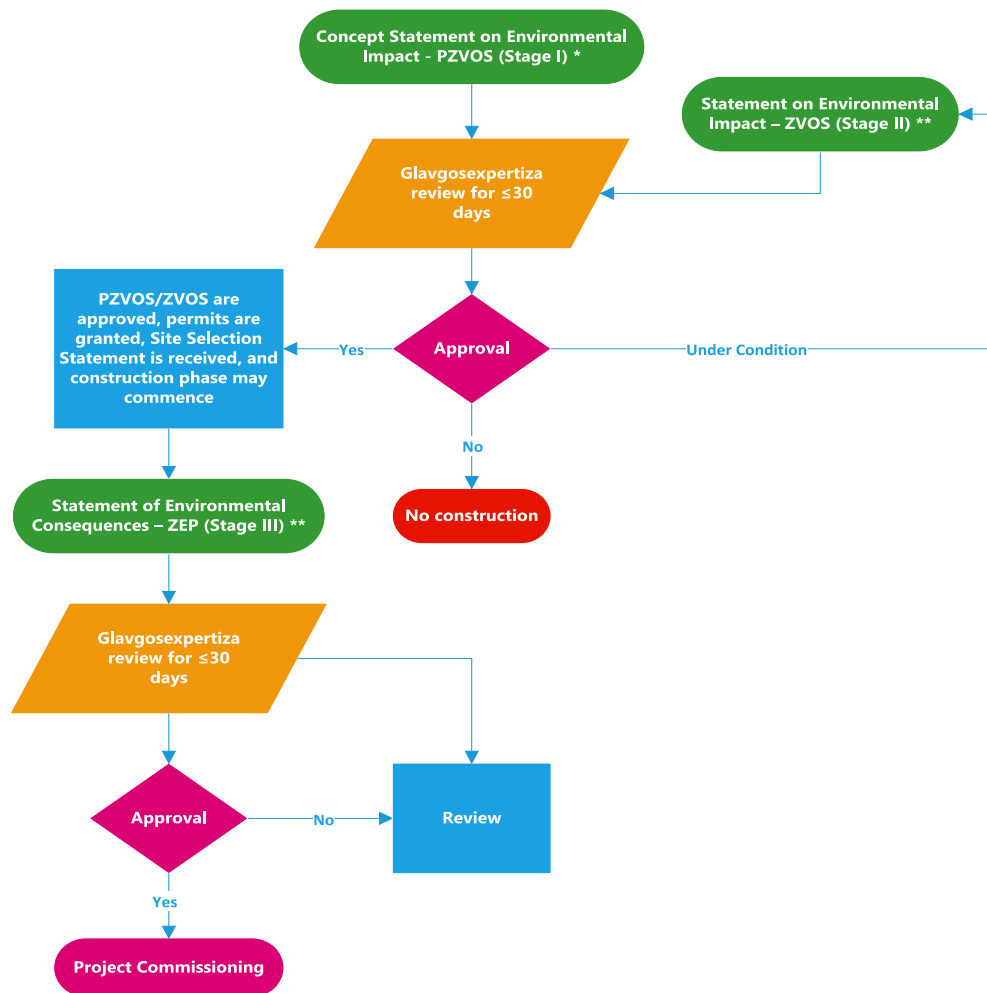 Concept Statement on Environmental
Impact - PZVOS (Stage I) *
Statement on Environmental
Impact – ZVOS (Stage II) **
Glavgosexpertiza
review for ≤30
days
PZVOS/ZVOS are
approved, permits are
granted, Site Selection
Statement is received, and
construction phase may
commence
Yes
Approval
Under Condition
No
No construction
Statement of Environmental
Consequences – ZEP (Stage III) **
Glavgosexpertiza
review for ≤30
days
Approval
No
Review
Yes
Project Commissioning